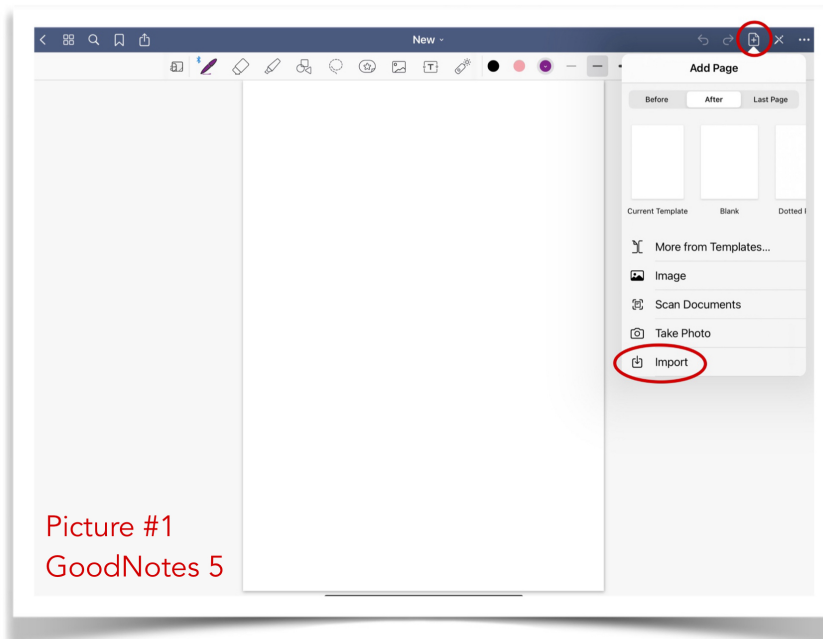 New
Add Page
Before After Last Page
Current Template Blank Dotted
More from Templates...
Image
Scan Documents
Take Photo
Import
T
Picture #1
GoodNotes 5